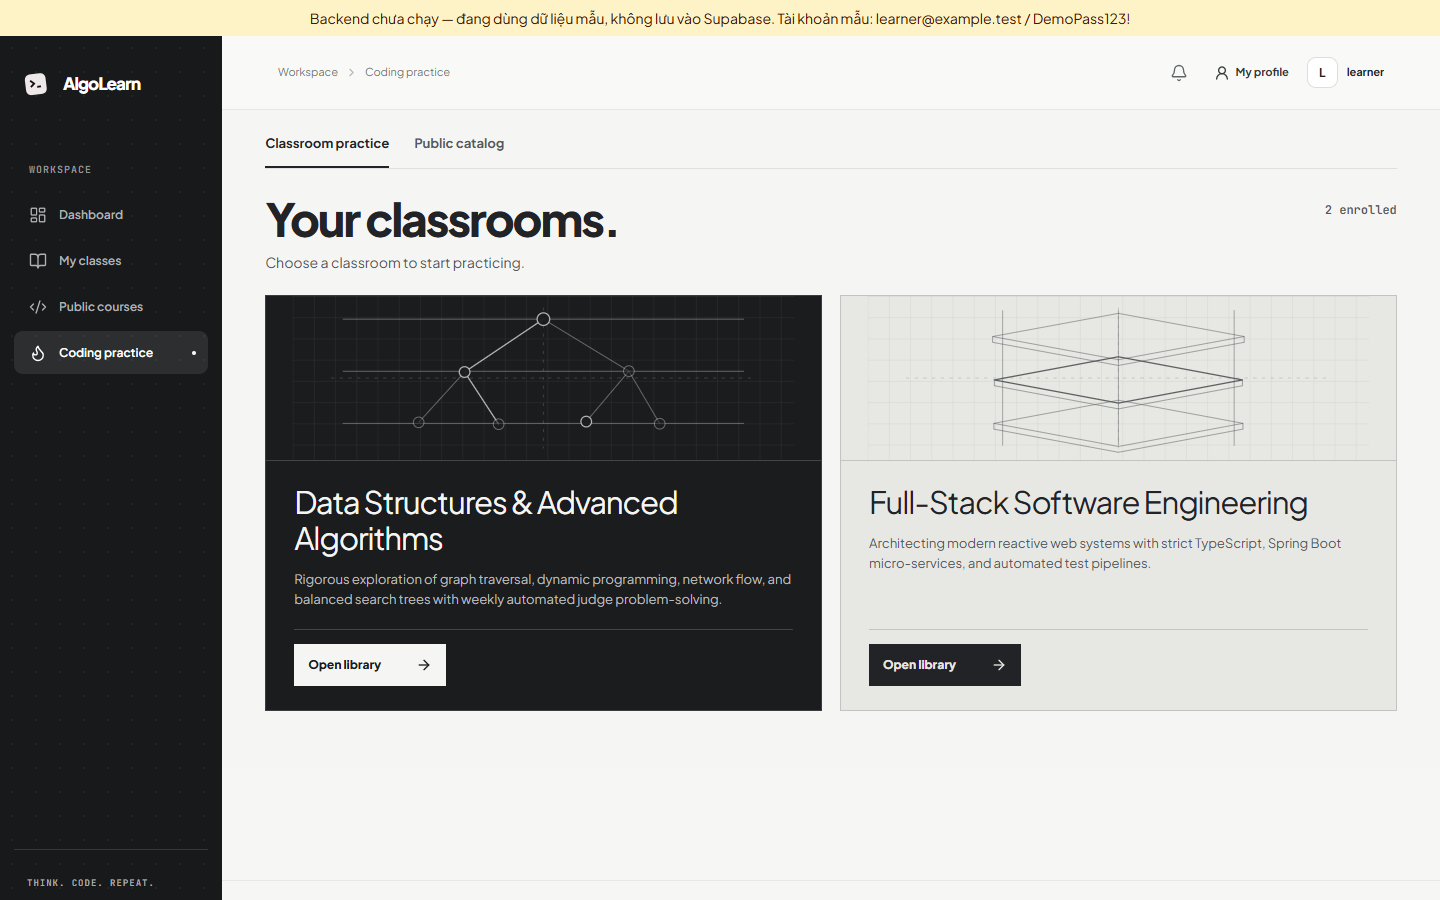 Backend chưa chạy — đang dùng dữ liệu mẫu, không lưu vào Supabase. Tài khoản mẫu: learner@example.test / DemoPass123!
AlgoLearn
WORKSPACE
Dashboard
My classes
Public courses
Coding practice
THINK. CODE. REPEAT.
Workspace > Coding practice
My profile
L
learner
Classroom practice
Public catalog
Your classrooms.
2 enrolled
Choose a classroom to start practicing.
Data Structures & Advanced
Algorithms
Rigorous exploration of graph traversal, dynamic programming, network flow, and
balanced search trees with weekly automated judge problem-solving.
Open library
Full-Stack Software Engineering
Architecting modern reactive web systems with strict TypeScript, Spring Boot
micro-services, and automated test pipelines.
Open library